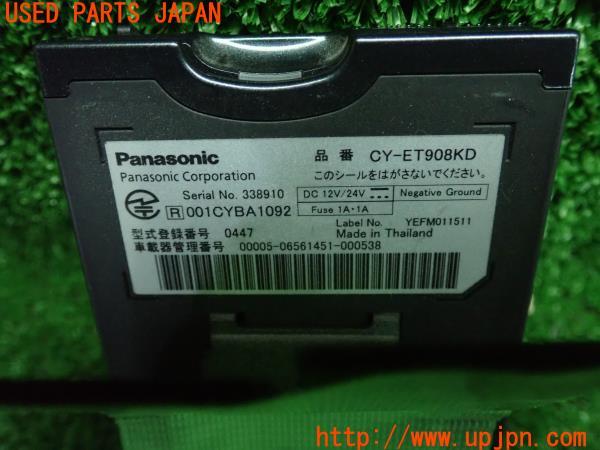 USED PARTS JAPAN
Panasonic
Panasonic Corporation
品 番 CY-ET908KD
このシールをはがさないでください。
Serial No. 338910
DC 12V/24V
Negative Ground
Fuse 1A・1A
R 001CYBA1092
Label No. YEFM011511
型式登録番号 0447
Made in Thailand
車載器管理番号 00005-06561451-000538
https://www.upjpn.com/